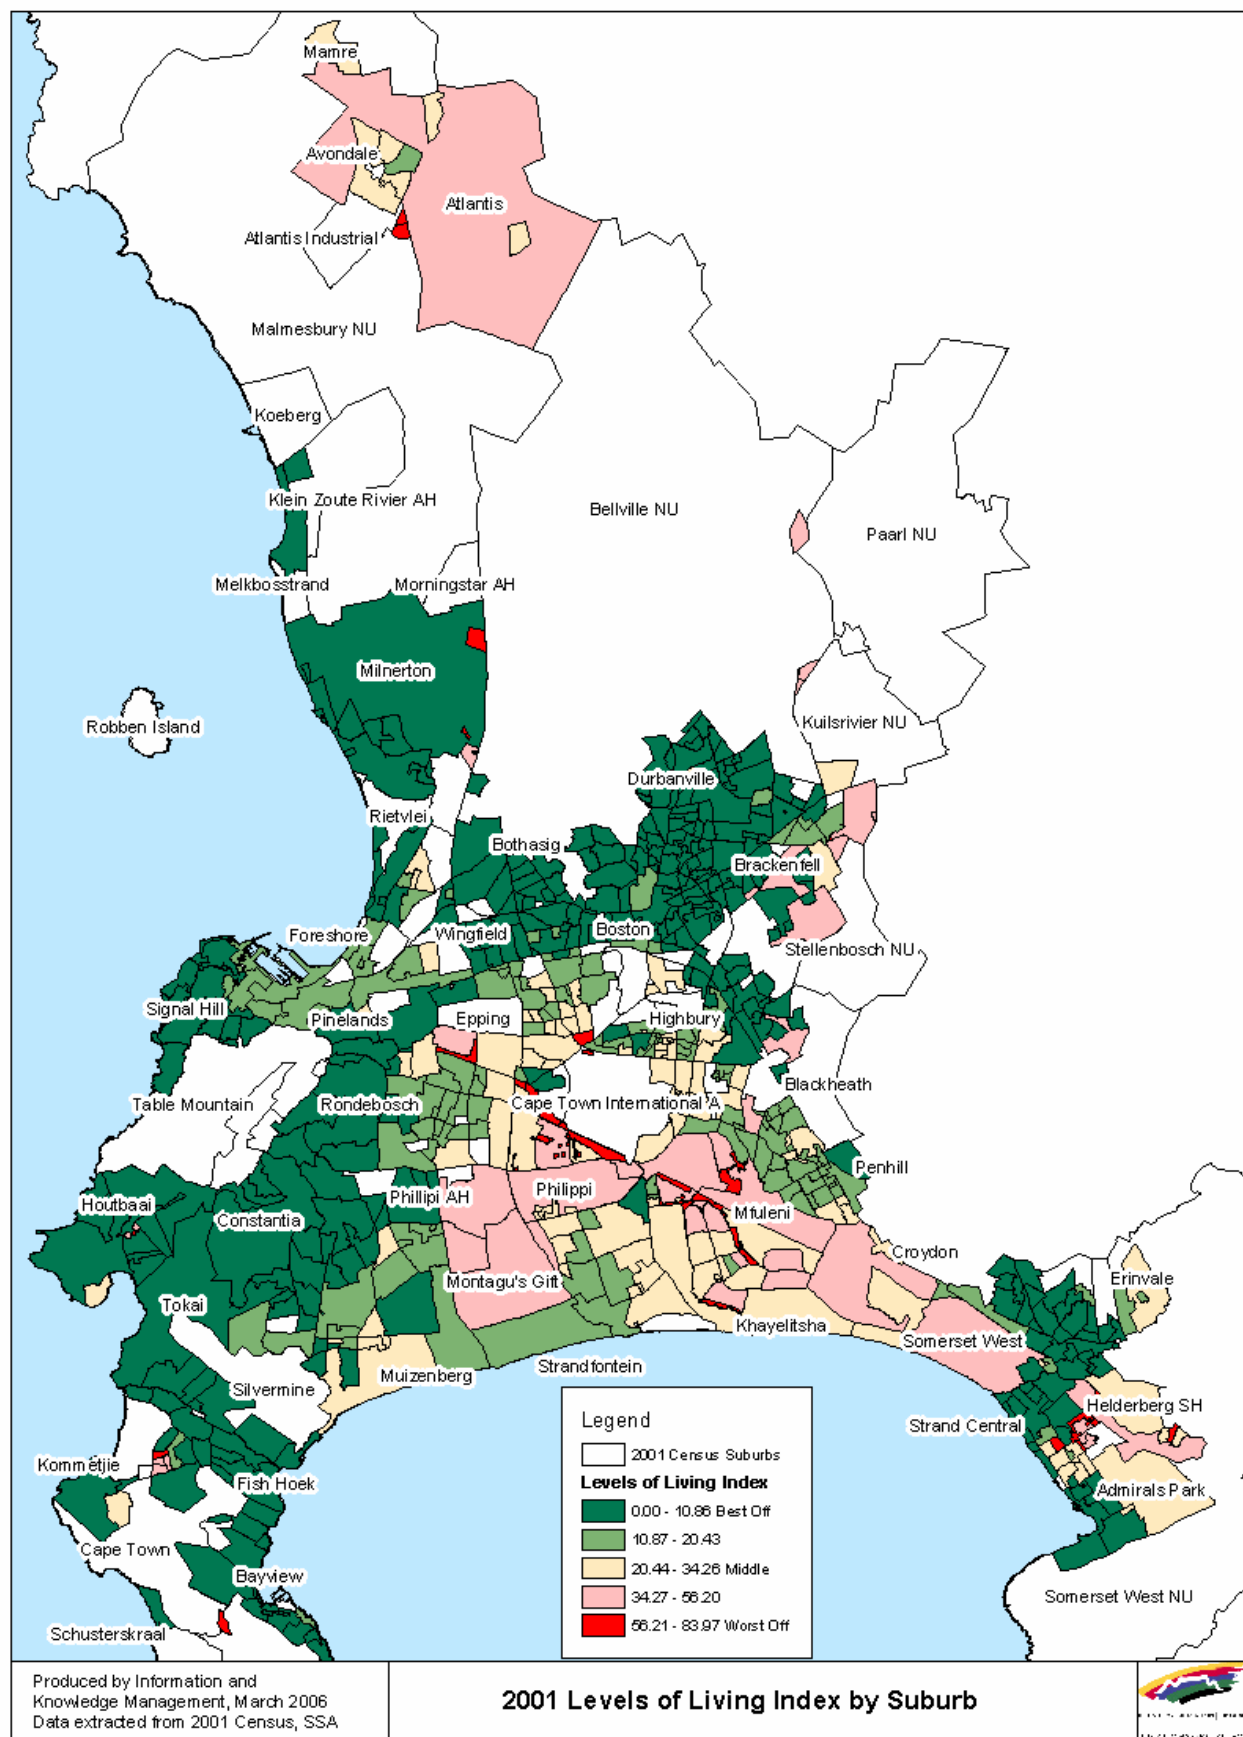 Mamre
Avondale
Atlantis
Atlantis Industrial
Malmesbury NU
Koeberg
Klein Zoute Rivier AH
Bellville NU
Paarl NU
Melkbosstrand
Morningstar AH
Milnerton
Robben Island
Kuilsrivier NU
Durbanville
Rietvlei
Bothasig
Brackenfell
Foreshore
Wingfield
Boston
Stellenbosch NU
Signal Hill
Pinelands
Epping
Highbury
Blackheath
Table Mountain
Rondebosch
Cape Town International A
Penhill
Houtbaai
Constantia
Phillipi AH
Philippi
Mfuleni
Croydon
Montagu's Gift
Erinvale
Tokai
Khayelitsha
Somerset West
Strandfontein
Muizenberg
Silvermine
Helderberg SH
Strand Central
Kommetjie
Fish Hoek
Admirals Park
Cape Town
Bayview
Schusterskraal
Somerset West NU
Legend
2001 Census Suburbs
Levels of Living Index
0.00 - 10.86 Best Off
10.87 - 20.43
20.44 - 34.26 Middle
34.27 - 56.20
56.21 - 83.97 Worst Off
Produced by Information and
Knowledge Management, March 2006
Data extracted from 2001 Census, SSA
2001 Levels of Living Index by Suburb